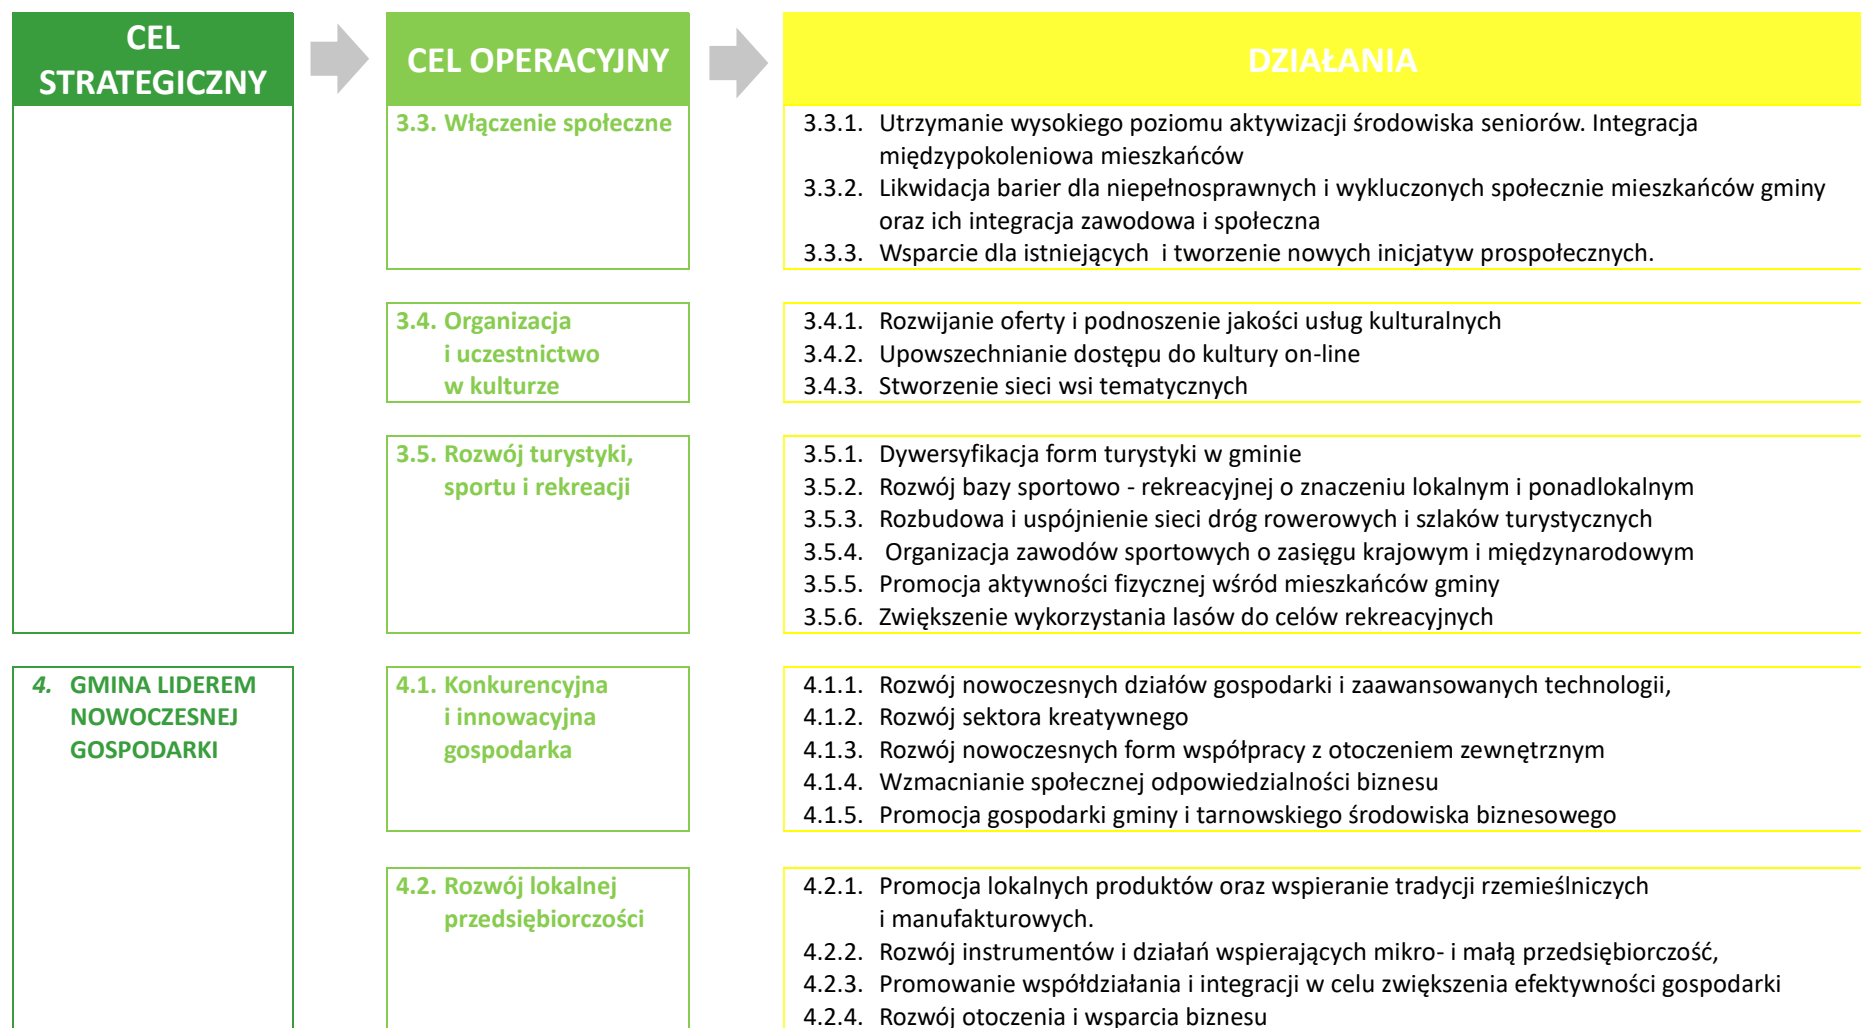 CEL
STRATEGICZNY
CEL OPERACYJNY
DZIAŁANIA
3.3. Włączenie społeczne
3.3.1. Utrzymanie wysokiego poziomu aktywizacji środowiska seniorów. Integracja
międzypokoleniowa mieszkańców
3.3.2. Likwidacja barier dla niepełnosprawnych i wykluczonych społecznie mieszkańców gminy
oraz ich integracja zawodowa i społeczna
3.3.3. Wsparcie dla istniejących i tworzenie nowych inicjatyw prospołecznych.
3.4. Organizacja
i uczestnictwo
w kulturze
3.4.1. Rozwijanie oferty i podnoszenie jakości usług kulturalnych
3.4.2. Upowszechnianie dostępu do kultury on-line
3.4.3. Stworzenie sieci wsi tematycznych
3.5. Rozwój turystyki,
sportu i rekreacji
3.5.1. Dywersyfikacja form turystyki w gminie
3.5.2. Rozwój bazy sportowo - rekreacyjnej o znaczeniu lokalnym i ponadlokalnym
3.5.3. Rozbudowa i uspójnienie sieci dróg rowerowych i szlaków turystycznych
3.5.4. Organizacja zawodów sportowych o zasięgu krajowym i międzynarodowym
3.5.5. Promocja aktywności fizycznej wśród mieszkańców gminy
3.5.6. Zwiększenie wykorzystania lasów do celów rekreacyjnych
4. GMINA LIDEREM
NOWOCZESNEJ
GOSPODARKI
4.1. Konkurencyjna
i innowacyjna
gospodarka
4.1.1. Rozwój nowoczesnych działów gospodarki i zaawansowanych technologii,
4.1.2. Rozwój sektora kreatywnego
4.1.3. Rozwój nowoczesnych form współpracy z otoczeniem zewnętrznym
4.1.4. Wzmacnianie społecznej odpowiedzialności biznesu
4.1.5. Promocja gospodarki gminy i tarnowskiego środowiska biznesowego
4.2. Rozwój lokalnej
przedsiębiorczości
4.2.1. Promocja lokalnych produktów oraz wspieranie tradycji rzemieślniczych
i manufakturowych.
4.2.2. Rozwój instrumentów i działań wspierających mikro- i małą przedsiębiorczość,
4.2.3. Promowanie współdziałania i integracji w celu zwiększenia efektywności gospodarki
4.2.4. Rozwój otoczenia i wsparcia biznesu